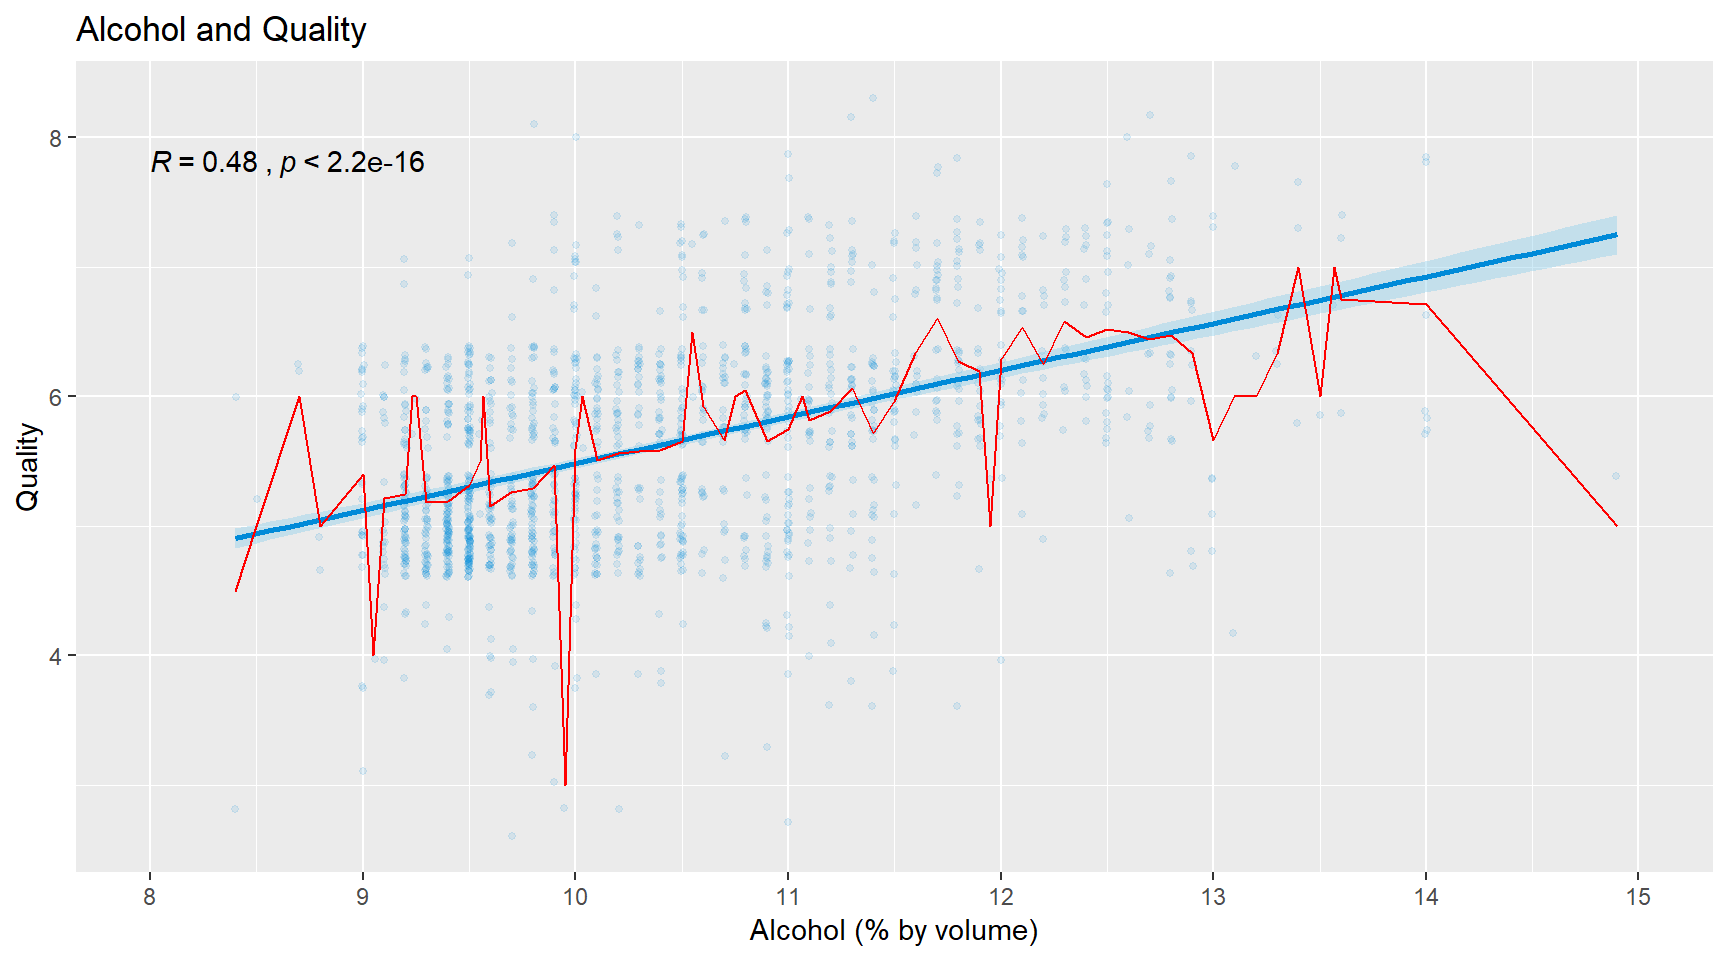 Alcohol and Quality
R = 0.48 , p < 2.2e-16
8
6
4
Quality
8 9 10 11 12 13 14 15
Alcohol (% by volume)